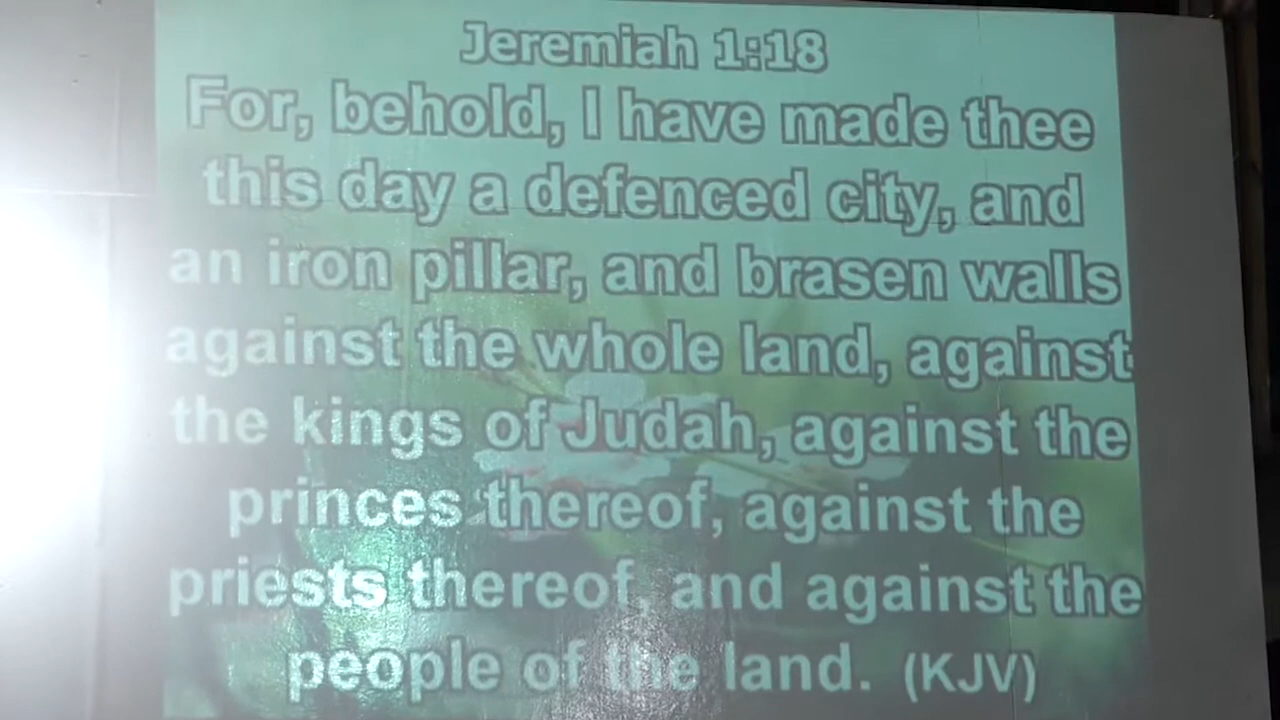 Jeremiah 1:18
For, behold, I have made thee
this day a defenced city, and
an iron pillar, and brasen walls
against the whole land, against
the kings of Judah, against the
princes thereof, against the
priests thereof, and against the
people of the land. (KJV)